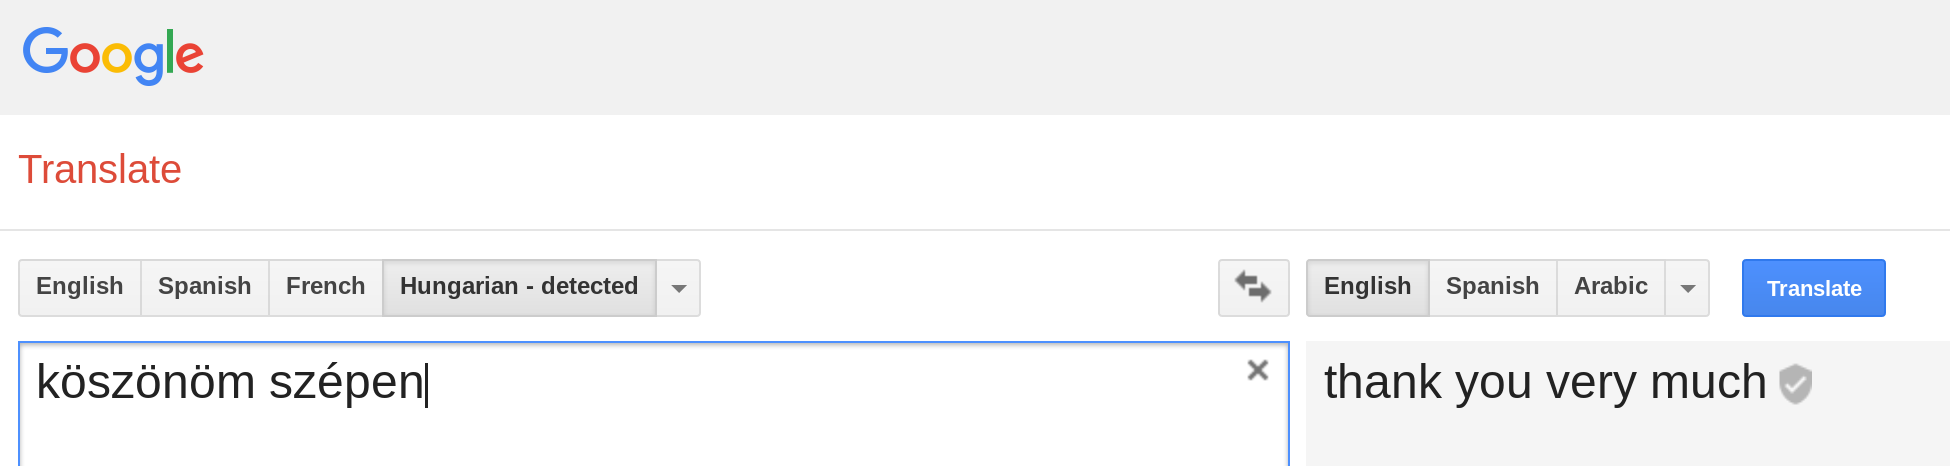 Google
Translate
English Spanish French Hungarian - detected English Spanish Arabic Translate
köszönöm szépen
thank you very much